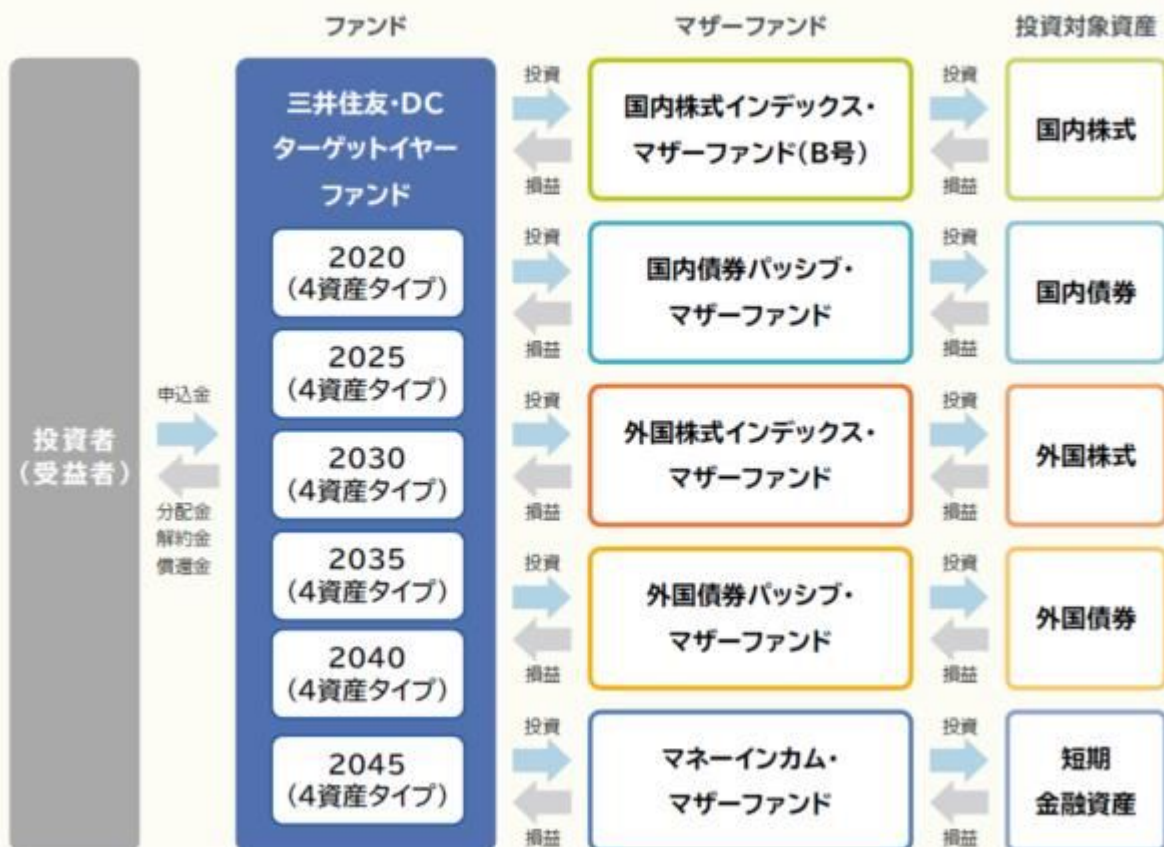 ファンド
マザーファンド
投資対象資産
投資者
(受益者)
申込金
分配金
解約金
償還金
三井住友・DC
ターゲットイヤー
ファンド
2020
(4資産タイプ)
2025
(4資産タイプ)
2030
(4資産タイプ)
2035
(4資産タイプ)
2040
(4資産タイプ)
2045
(4資産タイプ)
投資
損益
国内株式インデックス・
マザーファンド(B号)
投資
損益
国内株式
投資
損益
国内債券パッシブ・
マザーファンド
投資
損益
国内債券
投資
損益
外国株式インデックス・
マザーファンド
投資
損益
外国株式
投資
損益
外国債券パッシブ・
マザーファンド
投資
損益
外国債券
投資
損益
マネーインカム・
マザーファンド
投資
損益
短期
金融資産